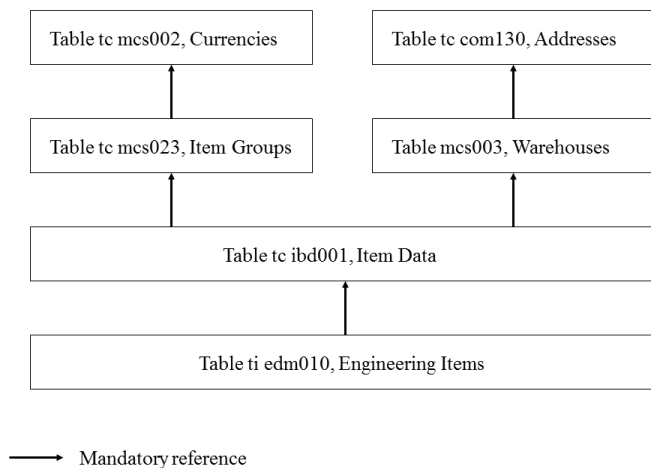 Table tc mcs002, Currencies
Table tc com130, Addresses
Table tc mcs023, Item Groups
Table mcs003, Warehouses
Table tc ibd001, Item Data
Table ti edm010, Engineering Items
Mandatory reference